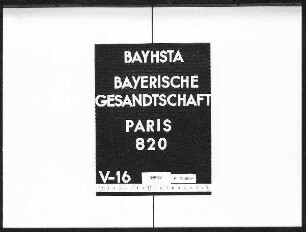 BAYHSTA
BAYERISCHE
GESANDTSCHAFT
PARIS
820
V-16